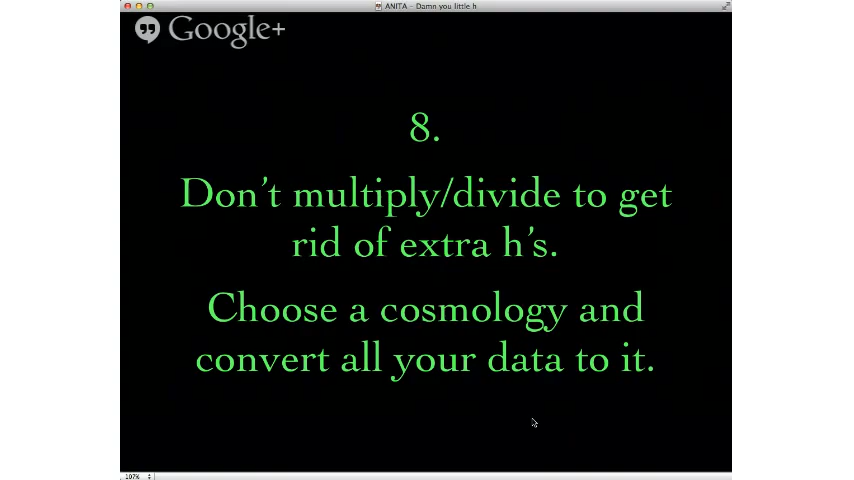 ANITA – Damn you little h
Google+
8.
Don't multiply/divide to get
rid of extra h's.
Choose a cosmology and
convert all your data to it.
107%